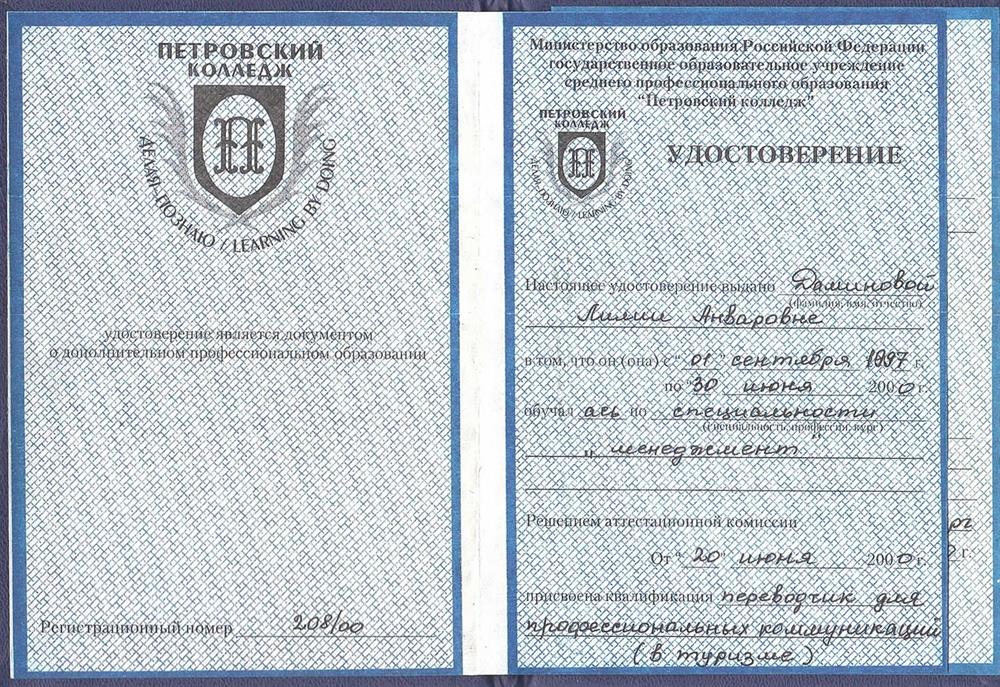 ПЕТРОВСКИЙ
КОЛЛЕДЖ
ДЕЛАЯ-ПОЗНАЮ / LEARNING BY DOING
удостоверение является документом
о дополнительном профессиональном образовании
Регистрационный номер 208/00
Министерство образования Российской Федерации
государственное образовательное учреждение
среднего профессионального образования
"Петровский колледж"
ПЕТРОВСКИЙ
КОЛЛЕДЖ
ДЕЛАЯ-ПОЗНАЮ / LEARNING BY DOING
УДОСТОВЕРЕНИЕ
Настоящее удостоверение выдано Даминовой
(фамилия, имя, отчество)
Лилии Анваровне
в том, что он (она) с "01" сентября 1997 г.
по "30" июня 2000 г.
обучал ась по специальности
(специальность, профессия, курс)
"менеджмент"
Решением аттестационной комиссии
От "20" июня 2000 г.
присвоена квалификация переводчик для
профессиональных коммуникаций
(в туризме)
рг
г.